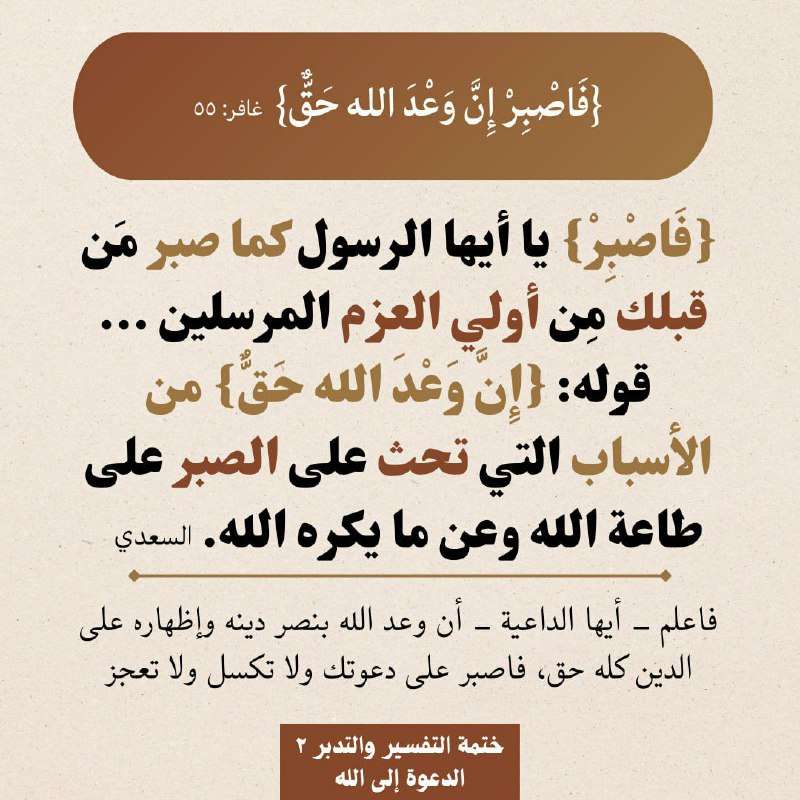 {فَاصْبِرْ إِنَّ وَعْدَ الله حَقٌّ} غافر: ٥٥
{فَاصْبِرْ} يا أيها الرسول كما صبر مَن
قبلك مِن أولي العزم المرسلين ...
قوله: {إِنَّ وَعْدَ الله حَقٌّ} من
الأسباب التي تحث على الصبر على
طاعة الله وعن ما يكره الله. السعدي
فاعلم ـ أيها الداعية ـ أن وعد الله بنصر دينه وإظهاره على
الدين كله حق، فاصبر على دعوتك ولا تكسل ولا تعجز
ختمة التفسير والتدبر ٢
الدعوة إلى الله